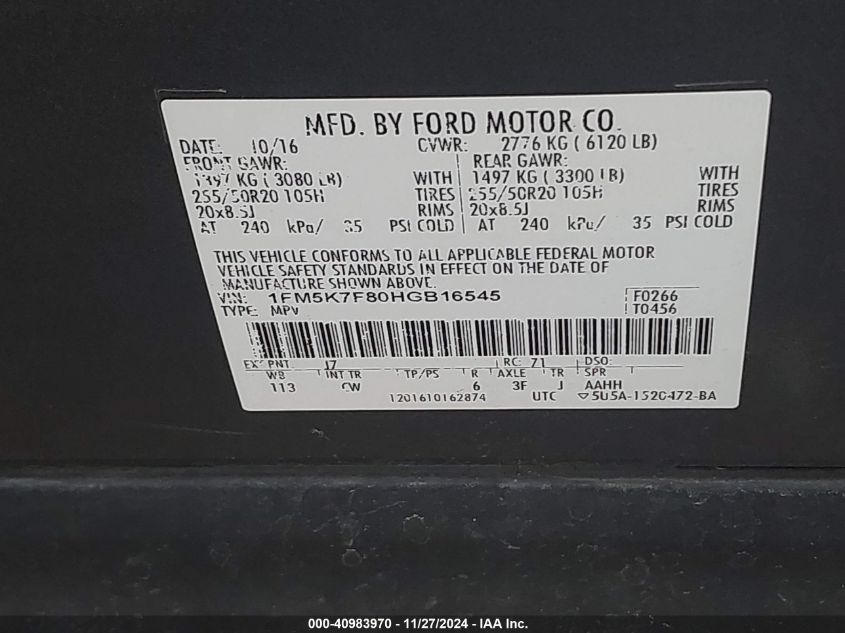 MFD. BY FORD MOTOR CO.
DATE: 10/16 GVWR: 2776 KG ( 6120 LB)
FRONT GAWR: REAR GAWR:
1397 KG ( 3080 LB) WITH 1497 KG ( 3300 LB) WITH
255/50R20 105H TIRES 255/50R20 105H TIRES
20x8.5J RIMS 20x8.5J RIMS
AT 240 kPa/ 35 PSI COLD AT 240 kPa/ 35 PSI COLD
THIS VEHICLE CONFORMS TO ALL APPLICABLE FEDERAL MOTOR
VEHICLE SAFETY STANDARDS IN EFFECT ON THE DATE OF
MANUFACTURE SHOWN ABOVE.
VIN: 1FM5K7F80HGB16545 F0266
TYPE: MPV T0456
EXT PNT: J7 RC: 71 DSO:
WB INT TR TP/PS R AXLE TR SPR
113 CW 6 3F J AAHH
1201610162874 UTC ▽5U5A-1520472-BA
000-40983970 - 11/27/2024 - IAA Inc.